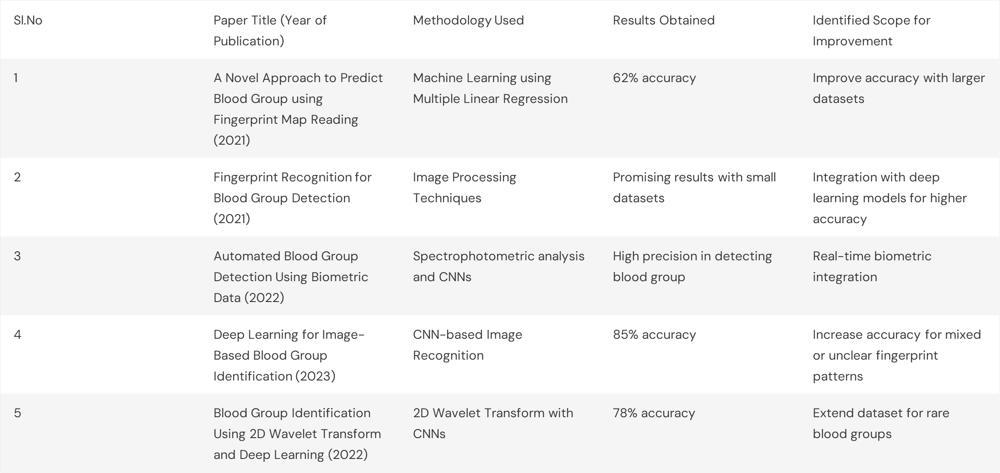 Sl.No
Paper Title (Year of
Publication)
Methodology Used
Results Obtained
Identified Scope for
Improvement
1
A Novel Approach to Predict
Blood Group using
Fingerprint Map Reading
(2021)
Machine Learning using
Multiple Linear Regression
62% accuracy
Improve accuracy with larger
datasets
2
Fingerprint Recognition for
Blood Group Detection
(2021)
Image Processing
Techniques
Promising results with small
datasets
Integration with deep
learning models for higher
accuracy
3
Automated Blood Group
Detection Using Biometric
Data (2022)
Spectrophotometric analysis
and CNNs
High precision in detecting
blood group
Real-time biometric
integration
4
Deep Learning for Image-
Based Blood Group
Identification (2023)
CNN-based Image
Recognition
85% accuracy
Increase accuracy for mixed
or unclear fingerprint
patterns
5
Blood Group Identification
Using 2D Wavelet Transform
and Deep Learning (2022)
2D Wavelet Transform with
CNNs
78% accuracy
Extend dataset for rare
blood groups